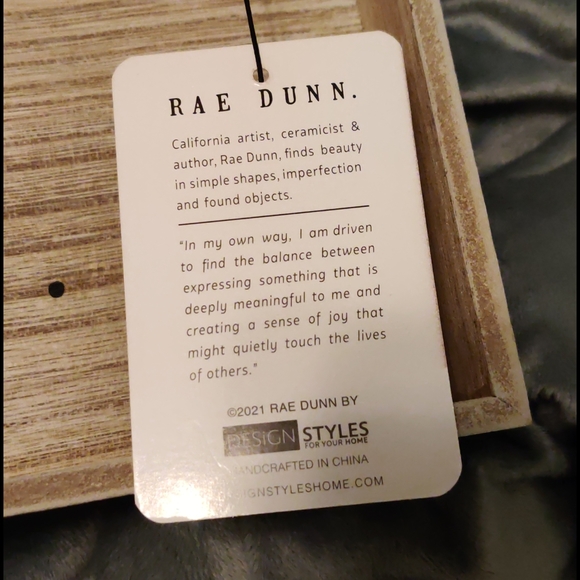 RAE DUNN.
California artist, ceramicist &
author, Rae Dunn, finds beauty
in simple shapes, imperfection
and found objects.
"In my own way, I am driven
to find the balance between
expressing something that is
deeply meaningful to me and
creating a sense of joy that
might quietly touch the lives
of others."
©2021 RAE DUNN BY
DESIGN STYLES
FOR YOUR HOME
HANDCRAFTED IN CHINA